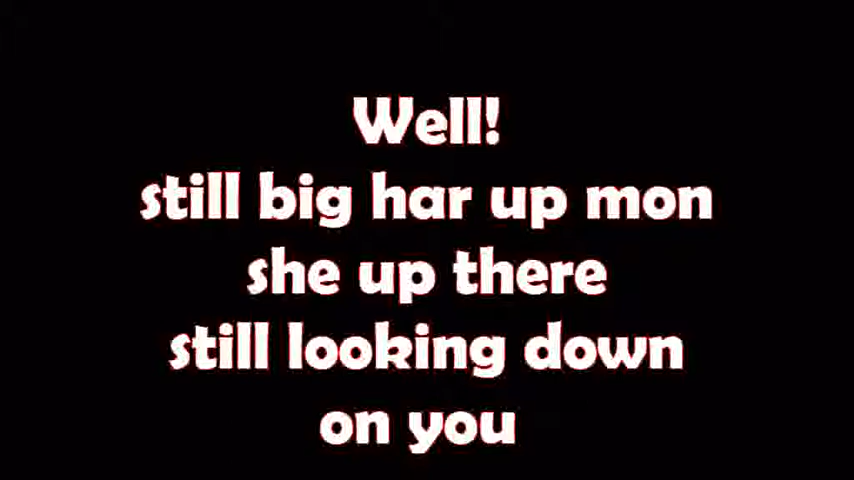 Well!
still big har up mon
she up there
still looking down
on you